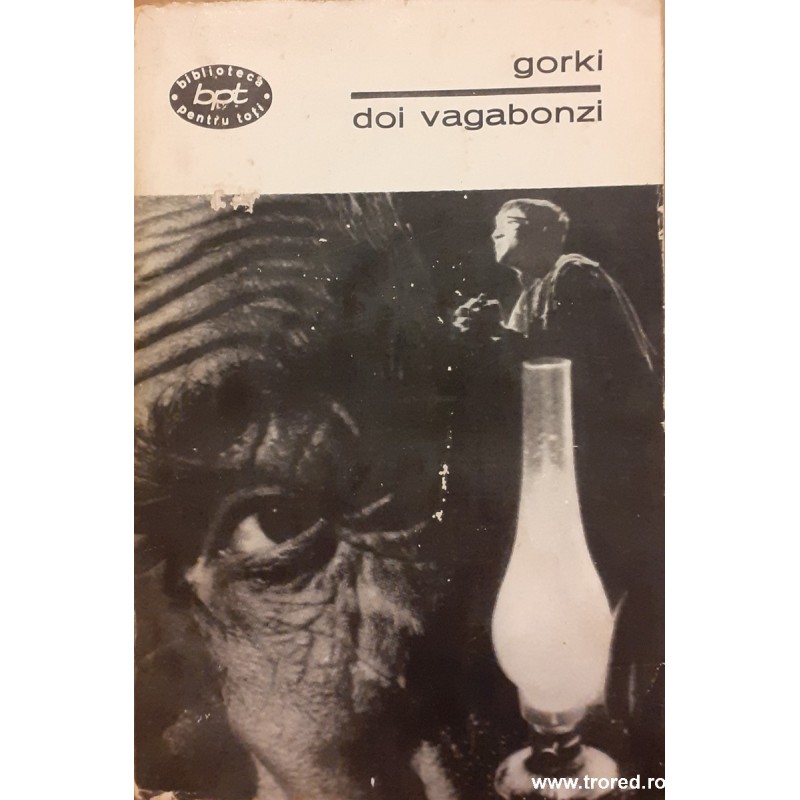 biblioteca
bpt
pentru toți
gorki
doi vagabonzi
www.trored.ro